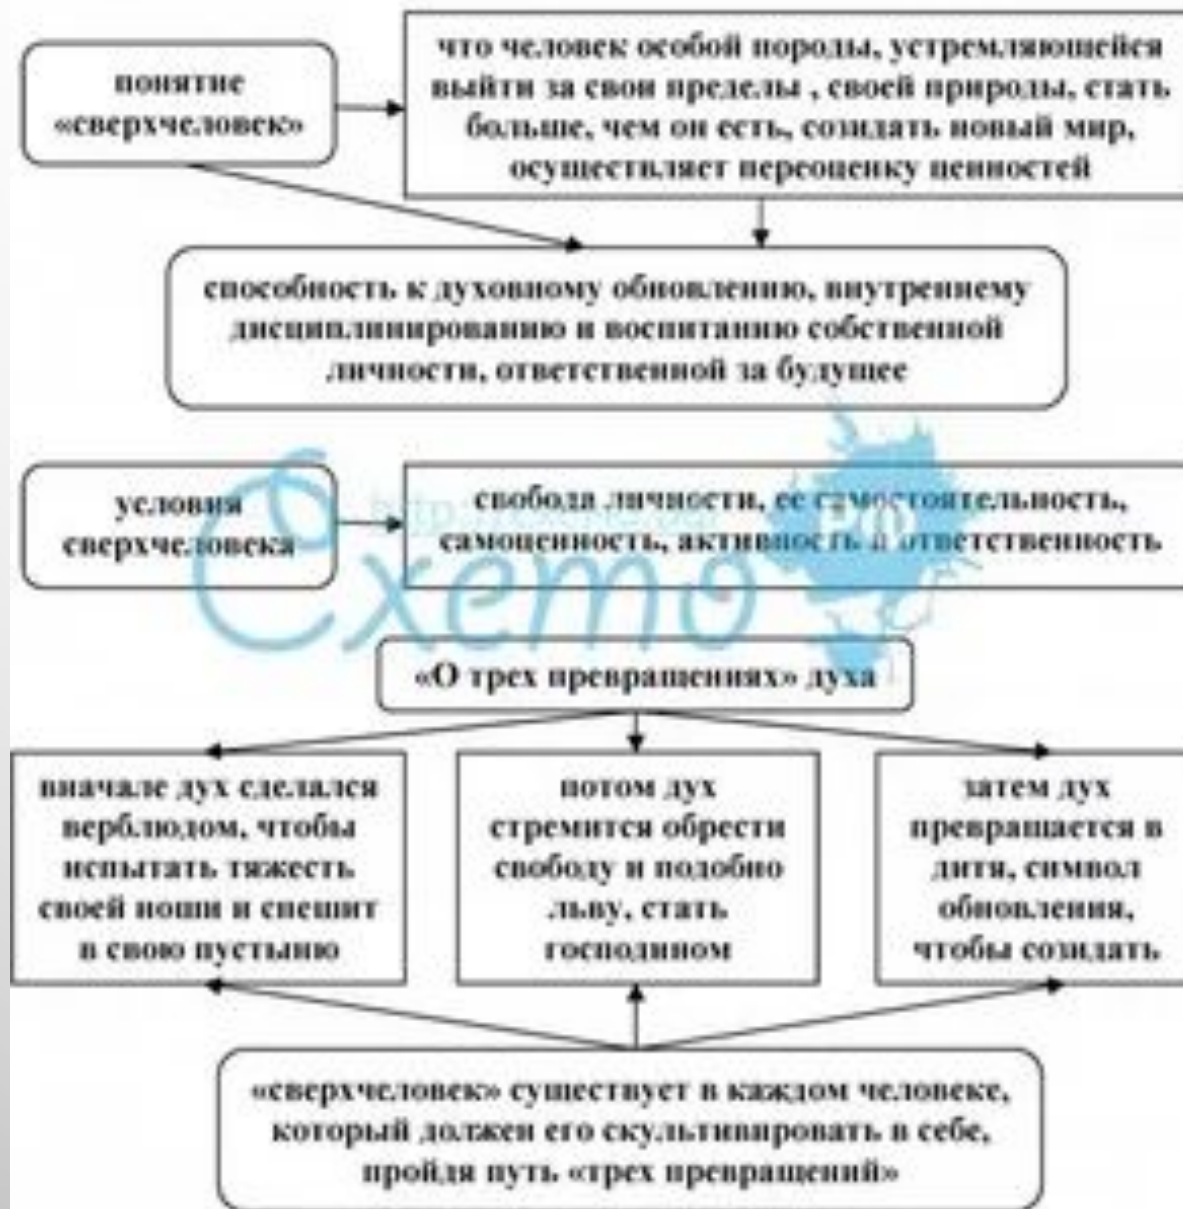 понятие
«сверхчеловек»
что человек особой породы, устремляющейся
выйти за свои пределы , своей природы, стать
больше, чем он есть, созидать новый мир,
осуществляет переоценку ценностей
способность к духовному обновлению, внутреннему
дисциплинированию и воспитанию собственной
личности, ответственной за будущее
условия
сверхчеловека
свобода личности, ее самостоятельность,
самоценность, активность и ответственность
Схемо
РФ
«О трех превращениях» духа
вначале дух сделался
верблюдом, чтобы
испытать тяжесть
своей ноши и спешит
в свою пустыню
потом дух
стремится обрести
свободу и подобно
льву, стать
господином
затем дух
превращается в
дитя, символ
обновления,
чтобы созидать
«сверхчеловек» существует в каждом человеке,
который должен его скультивировать в себе,
пройдя путь «трех превращений»